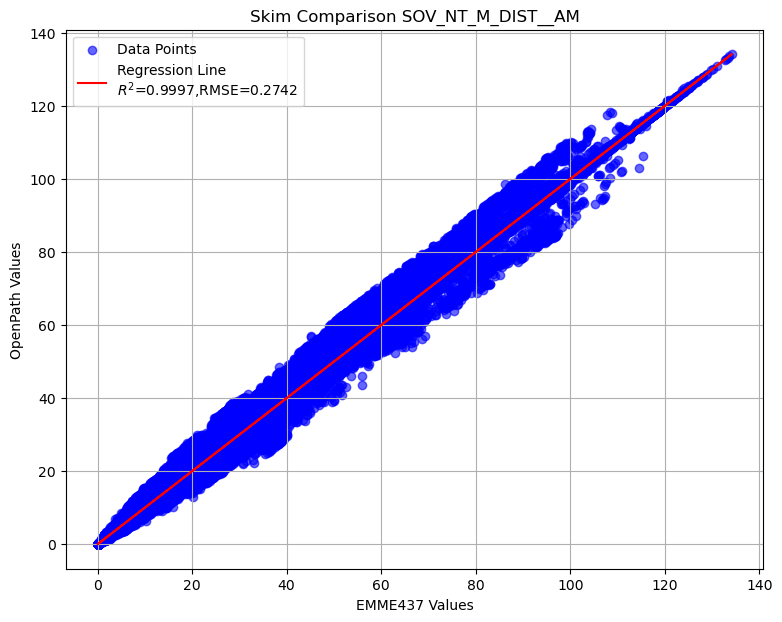 Skim Comparison SOV_NT_M_DIST__AM
140
120
100
80
60
40
20
0
OpenPath Values
Data Points
Regression Line
R²=0.9997,RMSE=0.2742
0 20 40 60 80 100 120 140
EMME437 Values